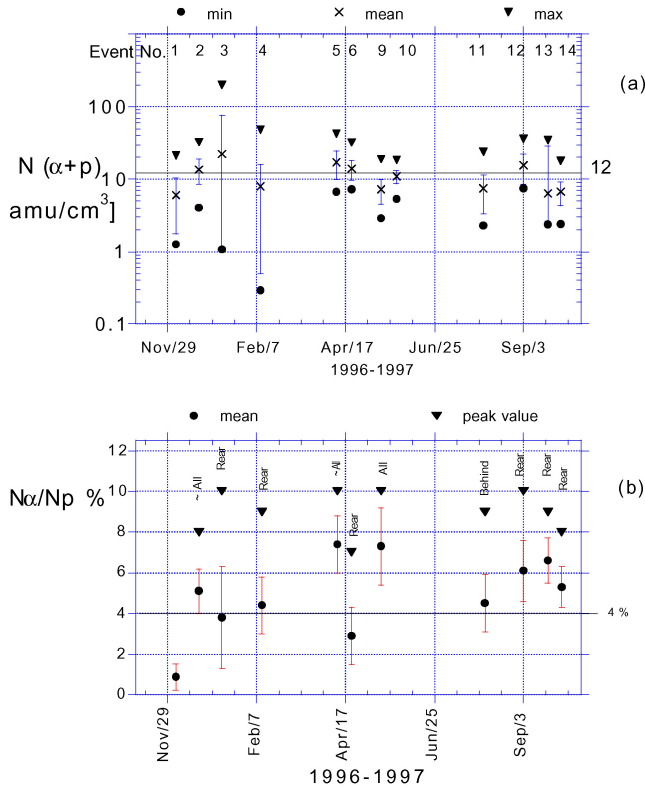 min mean max
Event No. 1 2 3 4 5 6 9 10 11 12 13 14
(a)
100
N (α+p) 10 12
amu/cm³]
1
0.1
Nov/29 Feb/7 Apr/17 Jun/25 Sep/3
1996-1997
mean peak value
12
~ All Rear Rear ~Al Rear All Behind Rear Rear Rear
Nα/Np % 10 (b)
8
6
4 4 %
2
0
Nov/29 Feb/7 Apr/17 Jun/25 Sep/3
1996-1997